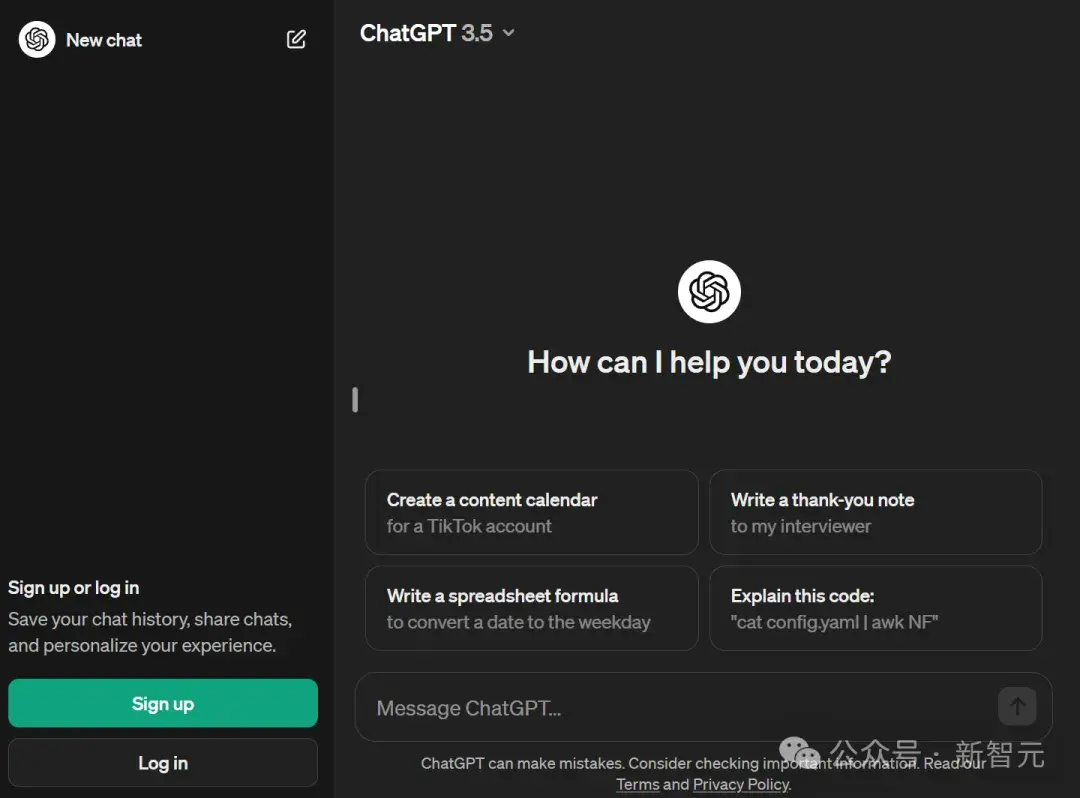 New chat
ChatGPT 3.5
How can I help you today?
Create a content calendar
for a TikTok account
Write a thank-you note
to my interviewer
Write a spreadsheet formula
to convert a date to the weekday
Explain this code:
"cat config.yaml | awk NF"
Sign up or log in
Save your chat history, share chats,
and personalize your experience.
Sign up
Log in
Message ChatGPT...
ChatGPT can make mistakes. Consider checking important information. Read our
Terms and Privacy Policy.
公众号 · 新智元